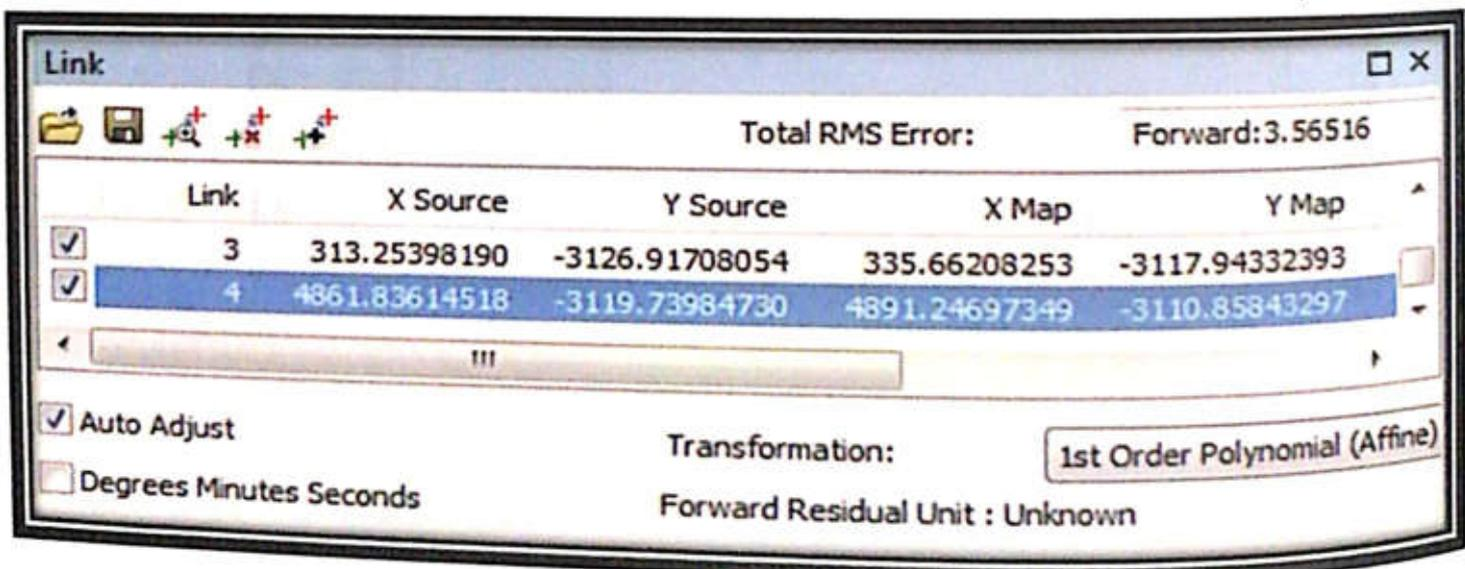 Link
Total RMS Error: Forward:3.56516
Link X Source Y Source X Map Y Map
3 313.25398190 -3126.91708054 335.66208253 -3117.94332393
4 4861.83614518 -3119.73984730 4891.24697349 -3110.85843297
Auto Adjust Transformation: 1st Order Polynomial (Affine)
Degrees Minutes Seconds Forward Residual Unit : Unknown